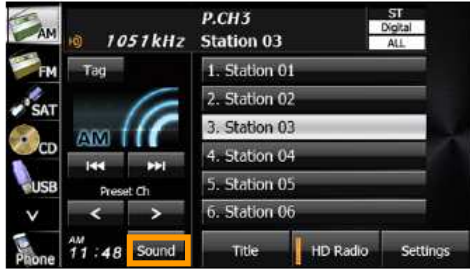 AM
FM
SAT
CD
USB
Phone
1051kHz
P.CH3
Station 03
ST
Digital
ALL
Tag
AM
Preset Ch
<
>
AM
11:48
Sound
1. Station 01
2. Station 02
3. Station 03
4. Station 04
5. Station 05
6. Station 06
Title
HD Radio
Settings